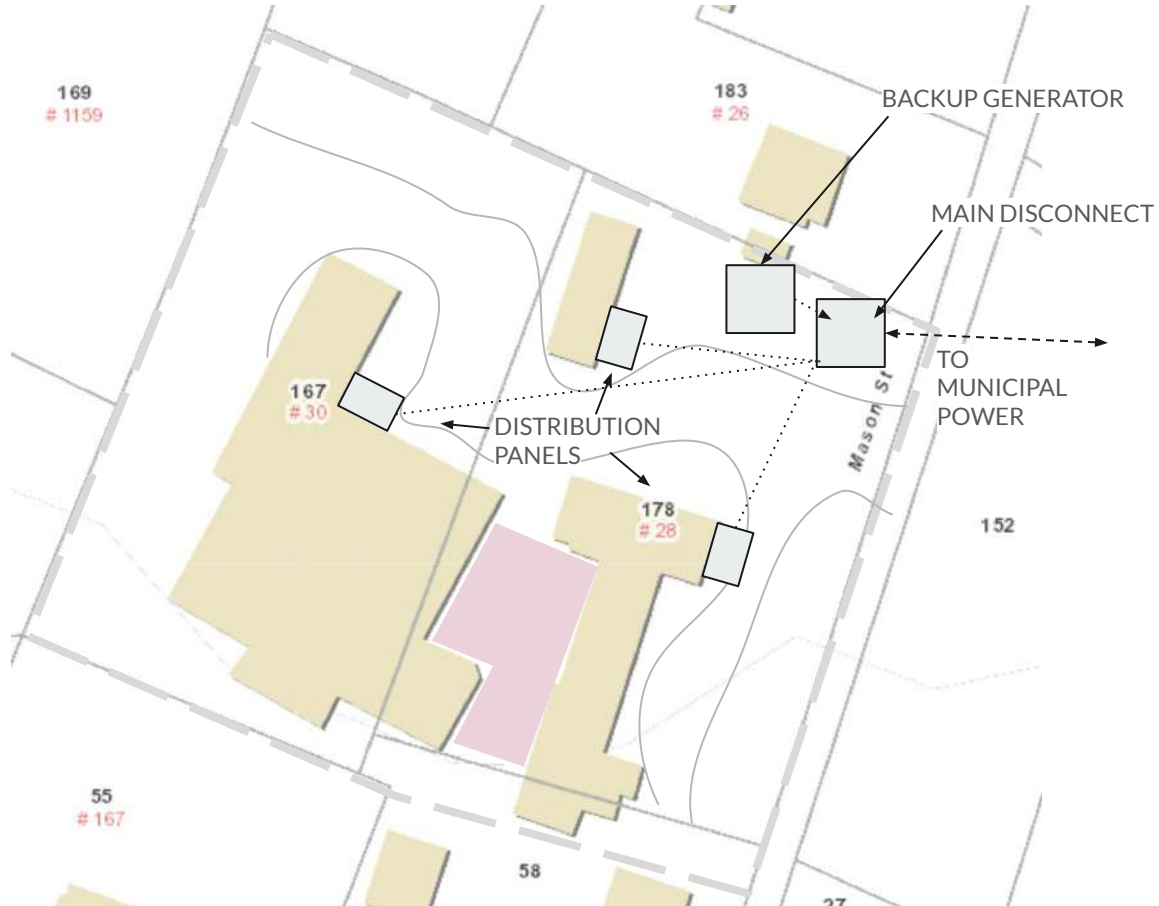 169
# 1159
183
# 26
BACKUP GENERATOR
MAIN DISCONNECT
TO
MUNICIPAL
POWER
167
# 30
DISTRIBUTION
PANELS
Mason St
178
# 28
152
55
# 167
58
27